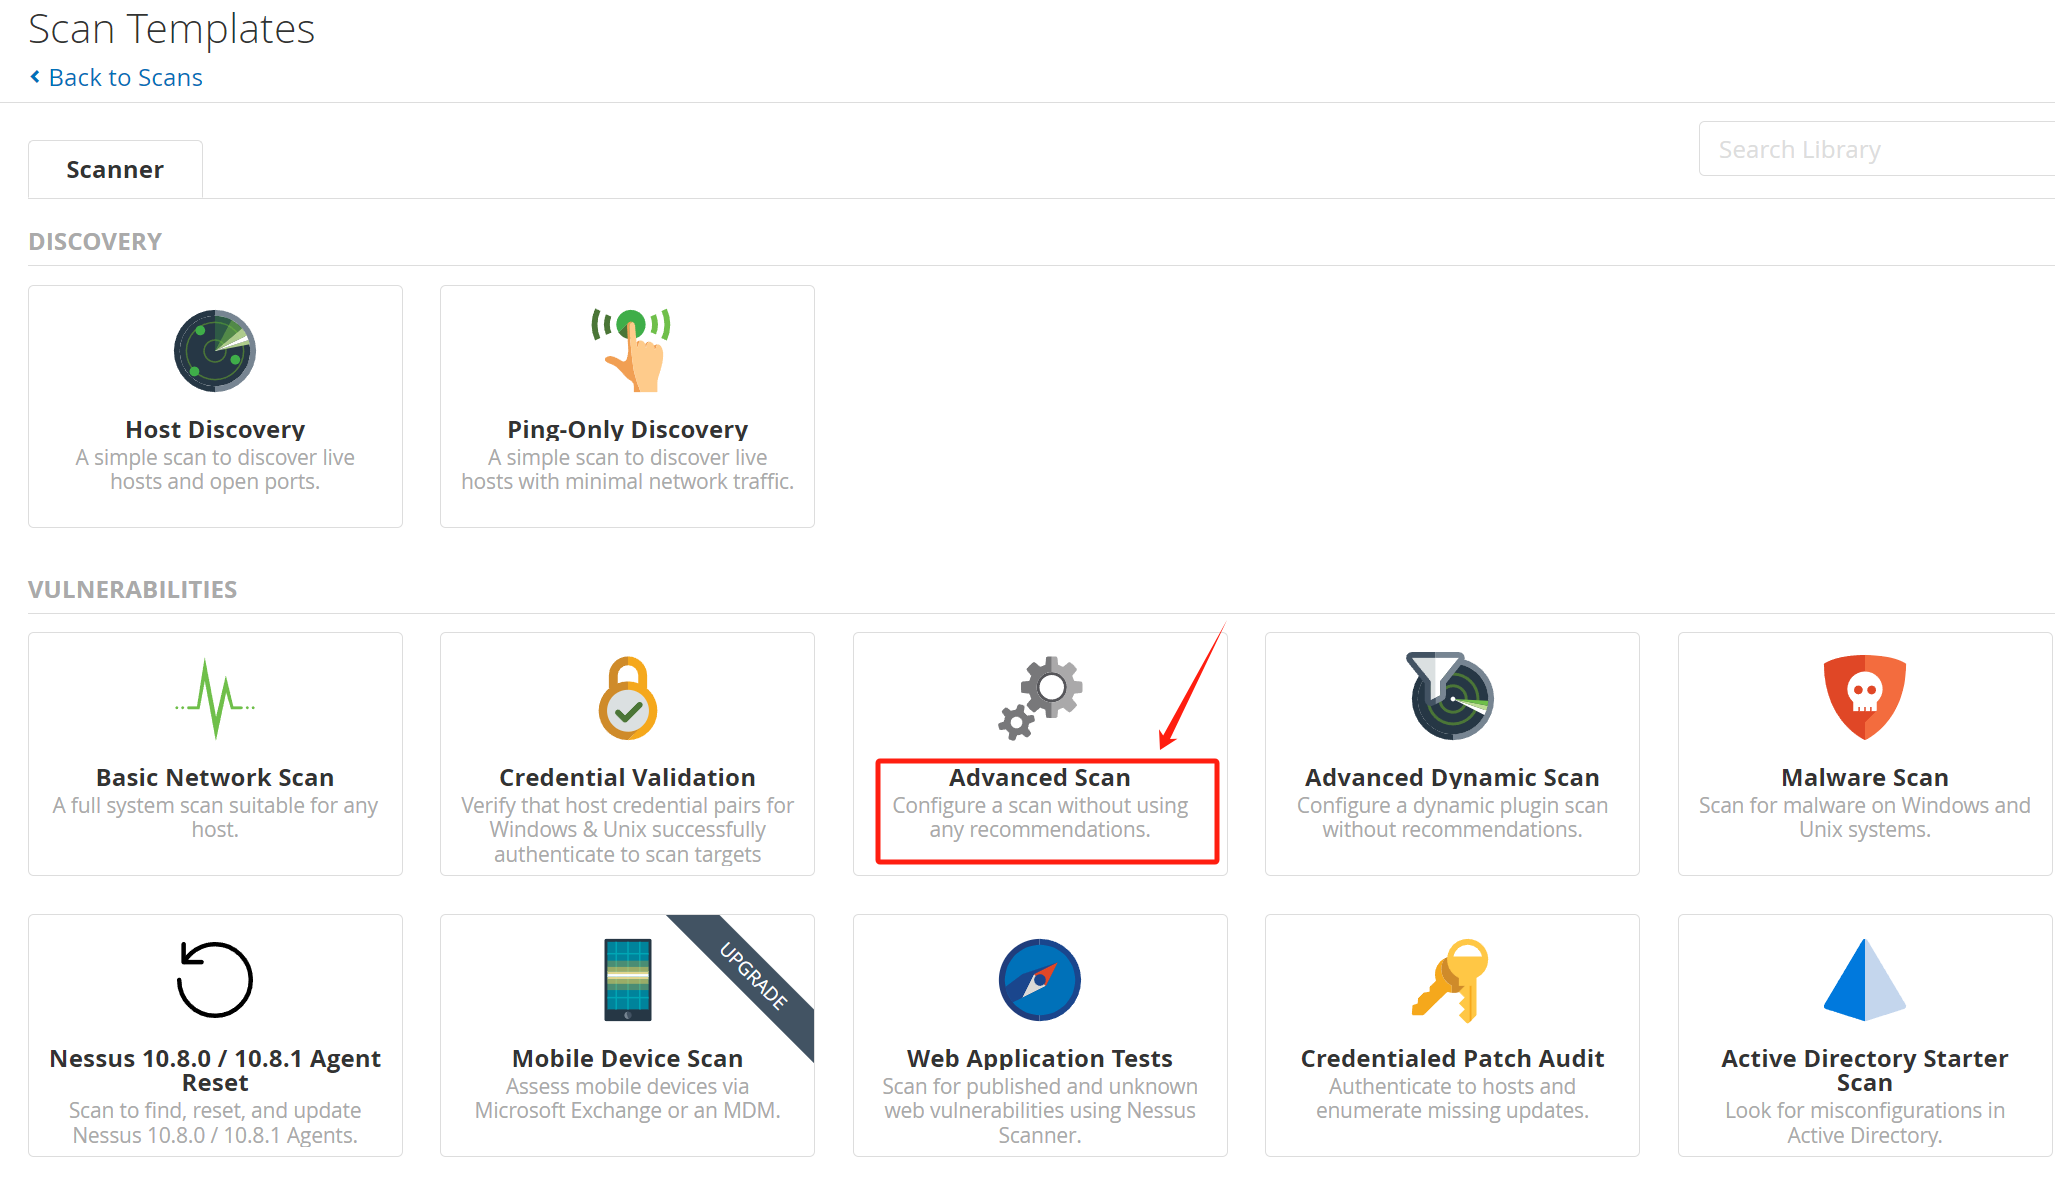 Scan Templates
Back to Scans
Scanner
Search Library
DISCOVERY
Host Discovery
A simple scan to discover live
hosts and open ports.
Ping-Only Discovery
A simple scan to discover live
hosts with minimal network traffic.
VULNERABILITIES
Basic Network Scan
A full system scan suitable for any
host.
Credential Validation
Verify that host credential pairs for
Windows & Unix successfully
authenticate to scan targets
Advanced Scan
Configure a scan without using
any recommendations.
Advanced Dynamic Scan
Configure a dynamic plugin scan
without recommendations.
Malware Scan
Scan for malware on Windows and
Unix systems.
Nessus 10.8.0 / 10.8.1 Agent
Reset
Scan to find, reset, and update
Nessus 10.8.0 / 10.8.1 Agents.
UPGRADE
Mobile Device Scan
Assess mobile devices via
Microsoft Exchange or an MDM.
Web Application Tests
Scan for published and unknown
web vulnerabilities using Nessus
Scanner.
Credentialed Patch Audit
Authenticate to hosts and
enumerate missing updates.
Active Directory Starter
Scan
Look for misconfigurations in
Active Directory.